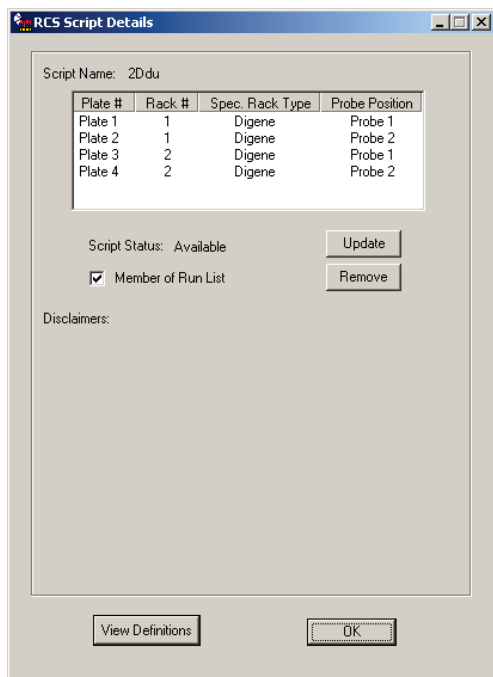 RCS Script Details
Script Name: 2Ddu
Plate # Rack # Spec. Rack Type Probe Position
Plate 1 1 Digene Probe 1
Plate 2 1 Digene Probe 2
Plate 3 2 Digene Probe 1
Plate 4 2 Digene Probe 2
Script Status: Available Update
Member of Run List Remove
Disclaimers:
View Definitions OK